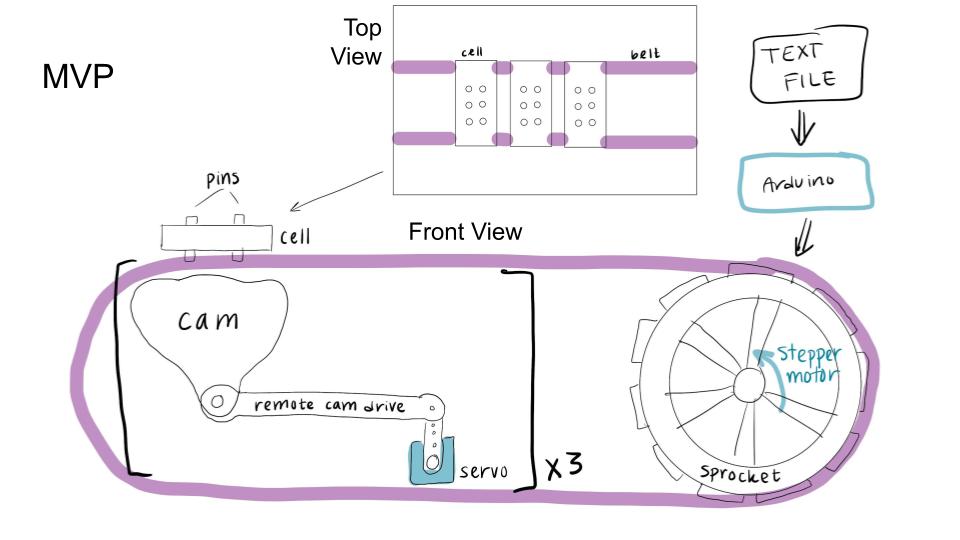 MVP
Top
View
cell
belt
TEXT
FILE
Arduino
pins
cell
Front View
cam
remote cam drive
servo
x3
Stepper
motor
Sprocket